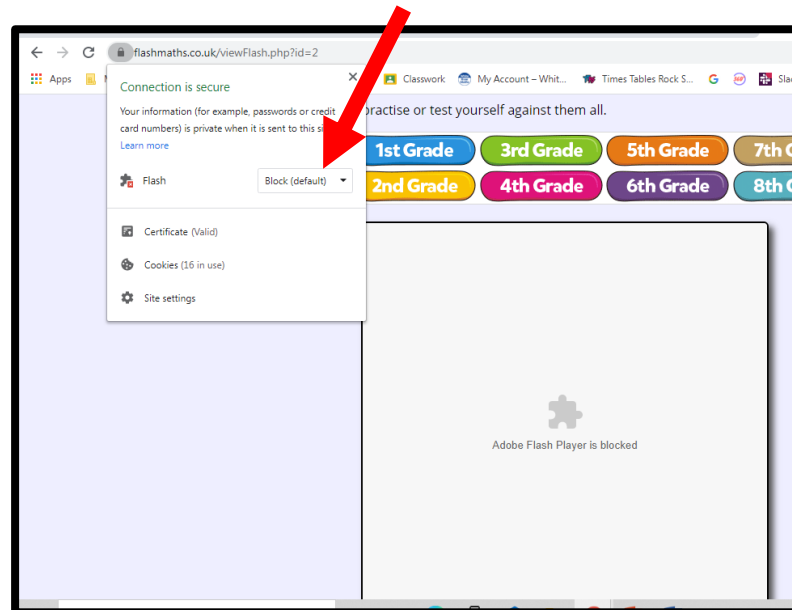 flashmaths.co.uk/viewFlash.php?id=2
Apps
Classwork
My Account – Whit...
Times Tables Rock S...
G
Connection is secure
Your information (for example, passwords or credit
card numbers) is private when it is sent to this
Learn more
Flash
Block (default)
Certificate (Valid)
Cookies (16 in use)
Site settings
practise or test yourself against them all.
1st Grade
3rd Grade
5th Grade
7th
2nd Grade
4th Grade
6th Grade
8th
Adobe Flash Player is blocked